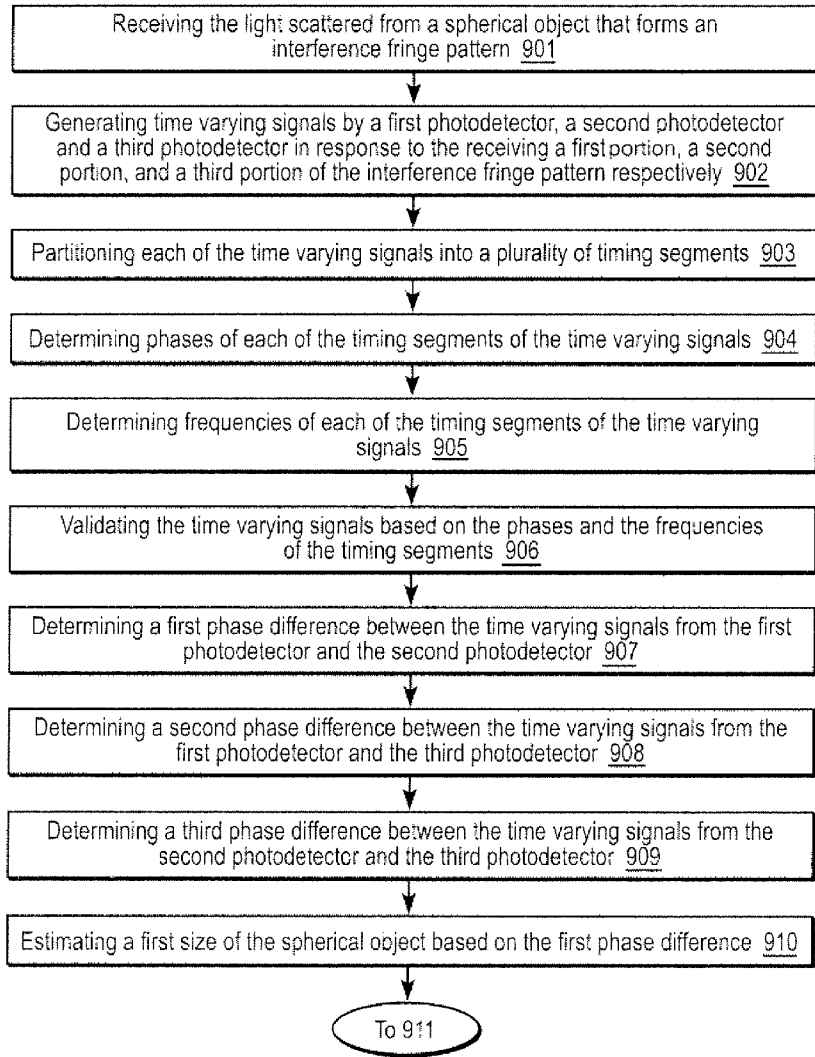 Receiving the light scattered from a spherical object that forms an
interference fringe pattern 901
Generating time varying signals by a first photodetector, a second photodetector
and a third photodetector in response to the receiving a first portion, a second
portion, and a third portion of the interference fringe pattern respectively 902
Partitioning each of the time varying signals into a plurality of timing segments 903
Determining phases of each of the timing segments of the time varying signals 904
Determining frequencies of each of the timing segments of the time varying
signals 905
Validating the time varying signals based on the phases and the frequencies
of the timing segments 906
Determining a first phase difference between the time varying signals from the first
photodetector and the second photodetector 907
Determining a second phase difference between the time varying signals from the
first photodetector and the third photodetector 908
Determining a third phase difference between the time varying signals from the
second photodetector and the third photodetector 909
Estimating a first size of the spherical object based on the first phase difference 910
To 911